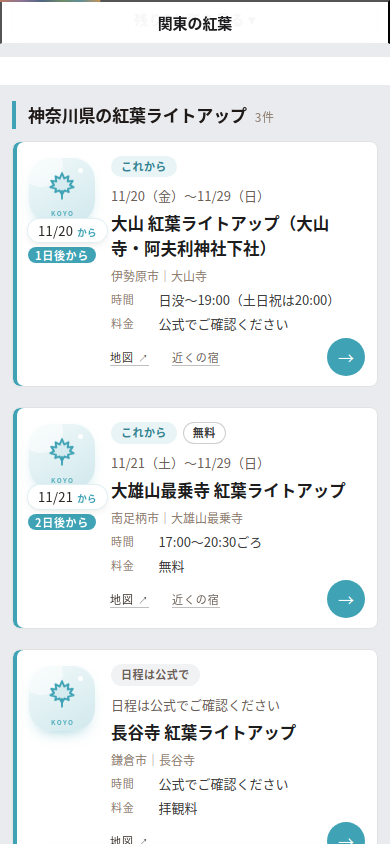 関東の紅葉
神奈川県の紅葉ライトアップ 3件
KOYO
11/20 から
1日後から
これから
11/20（金）〜11/29（日）
大山 紅葉ライトアップ（大山
寺・阿夫利神社下社）
伊勢原市｜大山寺
時間 日没〜19:00（土日祝は20:00）
料金 公式でご確認ください
地図 ↗ 近くの宿
→
KOYO
11/21 から
2日後から
これから 無料
11/21（土）〜11/29（日）
大雄山最乗寺 紅葉ライトアップ
南足柄市｜大雄山最乗寺
時間 17:00〜20:30ごろ
料金 無料
地図 ↗ 近くの宿
→
KOYO
日程は公式で
日程は公式でご確認ください
長谷寺 紅葉ライトアップ
鎌倉市｜長谷寺
時間 公式でご確認ください
料金 拝観料
地図 ↗
→